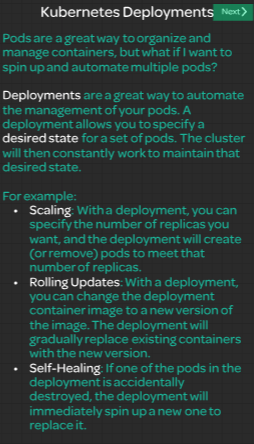 Kubernetes Deployments Next
Pods are a great way to organize and
manage containers, but what if I want to
spin up and automate multiple pods?
Deployments are a great way to automate
the management of your pods. A
deployment allows you to specify a
desired state for a set of pods. The cluster
will then constantly work to maintain that
desired state.
For example:
• Scaling: With a deployment, you can
specify the number of replicas you
want, and the deployment will create
(or remove) pods to meet that
number of replicas.
• Rolling Updates: With a deployment,
you can change the deployment
container image to a new version of
the image. The deployment will
gradually replace existing containers
with the new version.
• Self-Healing: If one of the pods in the
deployment is accidentally
destroyed, the deployment will
immediately spin up a new one to
replace it.